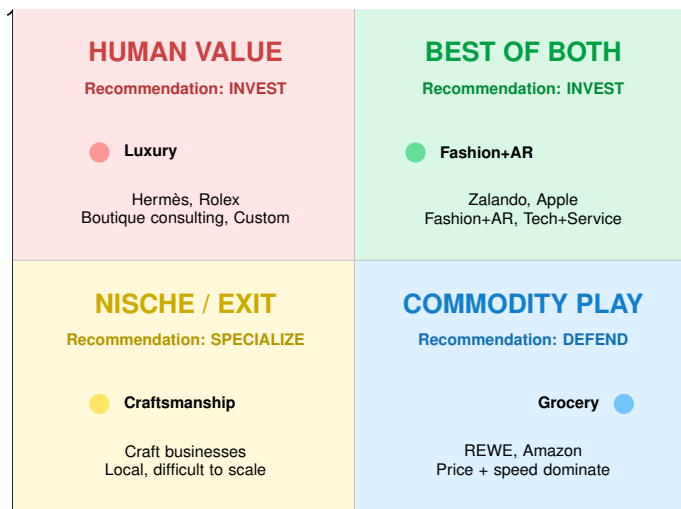 HUMAN VALUE
Recommendation: INVEST
Luxury
Hermès, Rolex
Boutique consulting, Custom
BEST OF BOTH
Recommendation: INVEST
Fashion+AR
Zalando, Apple
Fashion+AR, Tech+Service
NISCHE / EXIT
Recommendation: SPECIALIZE
Craftsmanship
Craft businesses
Local, difficult to scale
COMMODITY PLAY
Recommendation: DEFEND
Grocery
REWE, Amazon
Price + speed dominate